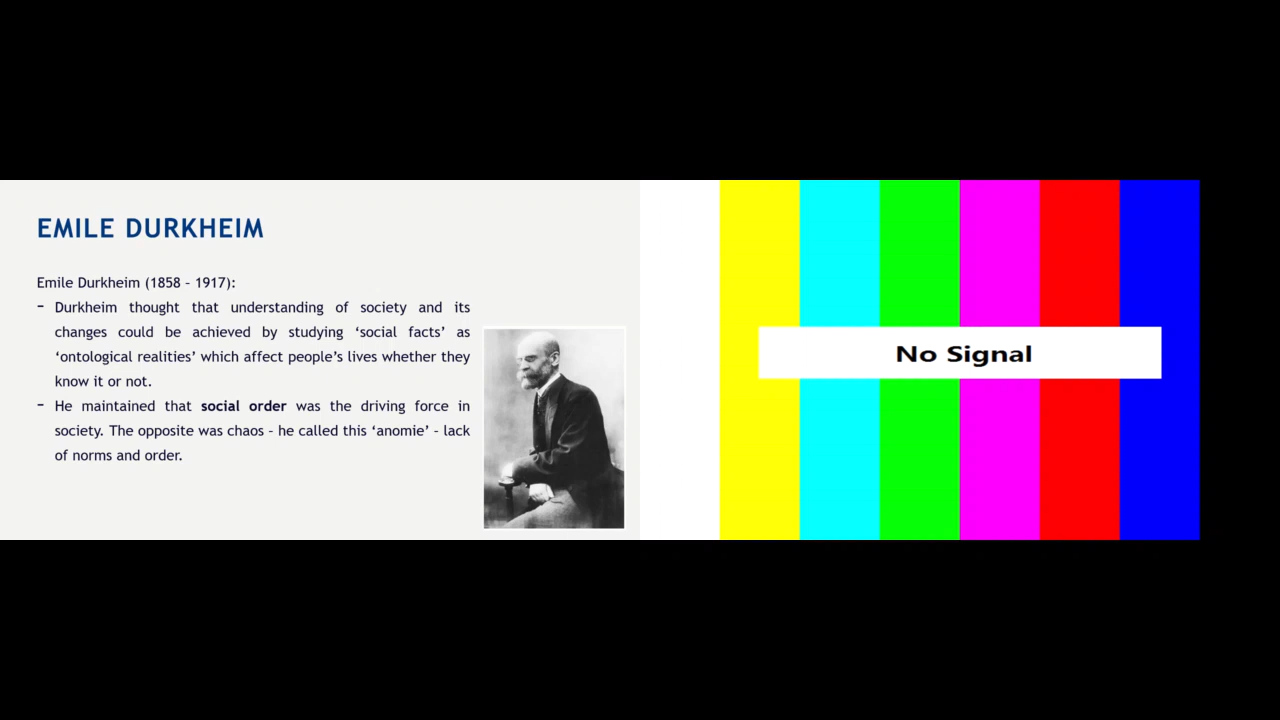 EMILE DURKHEIM
Emile Durkheim (1858 – 1917):
– Durkheim thought that understanding of society and its
changes could be achieved by studying ‘social facts’ as
‘ontological realities’ which affect people’s lives whether they
know it or not.
– He maintained that social order was the driving force in
society. The opposite was chaos – he called this ‘anomie’ – lack
of norms and order.
No Signal